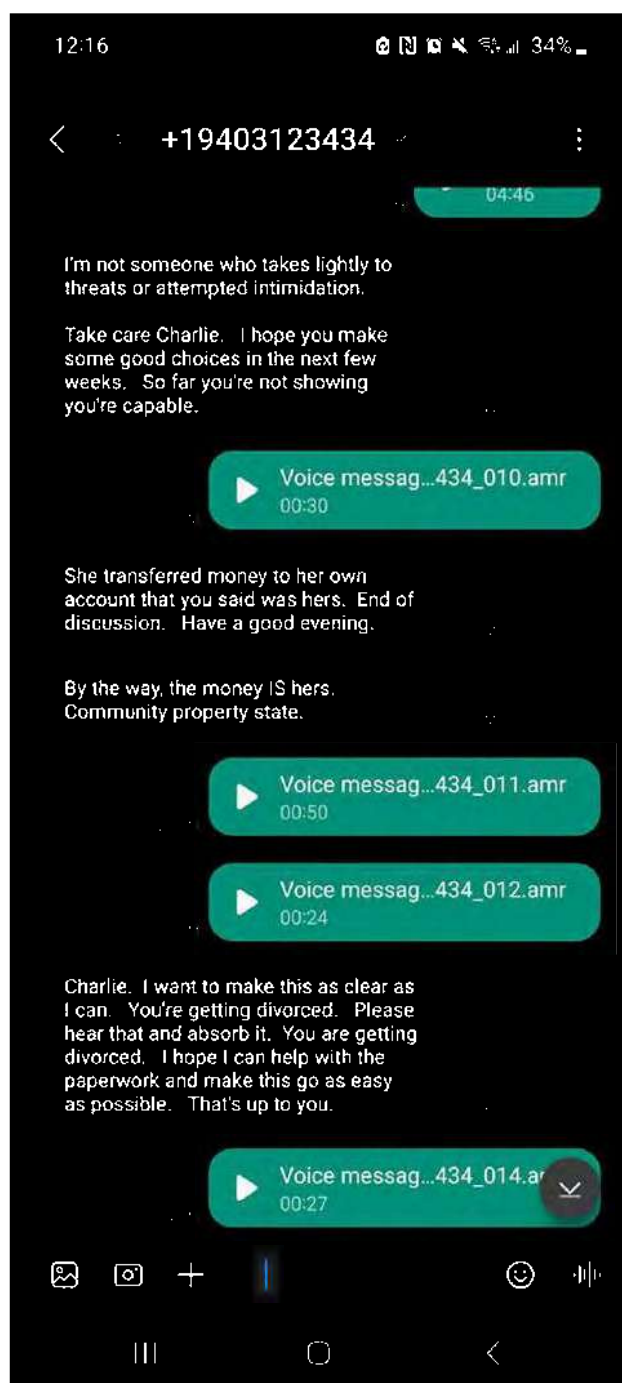 12:16
34%
+19403123434
04:46
I'm not someone who takes lightly to
threats or attempted intimidation.
Take care Charlie. I hope you make
some good choices in the next few
weeks. So far you're not showing
you're capable.
Voice messag...434_010.amr
00:30
She transferred money to her own
account that you said was hers. End of
discussion. Have a good evening.
By the way, the money IS hers.
Community property state.
Voice messag...434_011.amr
00:50
Voice messag...434_012.amr
00:24
Charlie. I want to make this as clear as
I can. You're getting divorced. Please
hear that and absorb it. You are getting
divorced. I hope I can help with the
paperwork and make this go as easy
as possible. That's up to you.
Voice messag...434_014.a
00:27